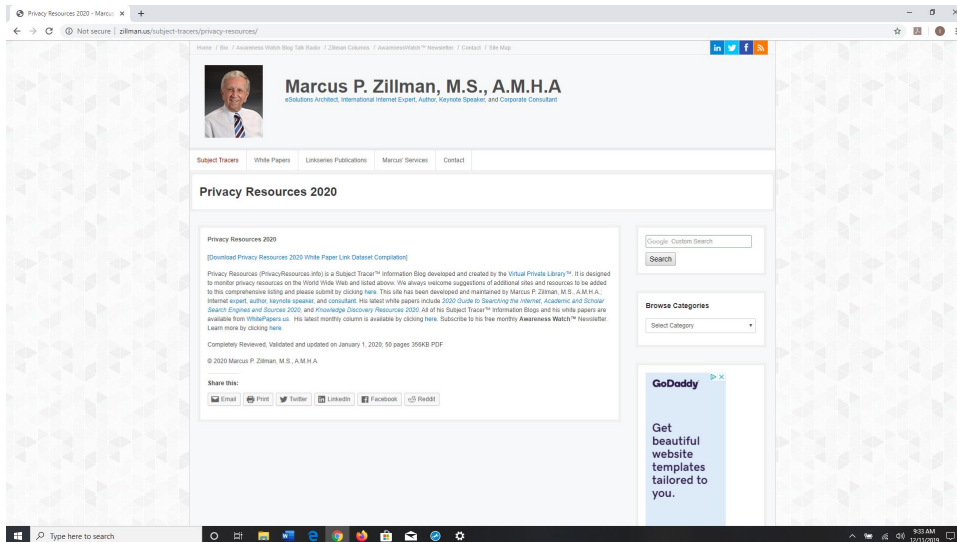 Privacy Resources 2020 - Marcus
Not secure | zillman.us/subject-tracers/privacy-resources/
Home / Bio / Awareness Watch Blog Talk Radio / Zillman Columns / AwarenessWatch™ Newsletter / Contact / Site Map
Marcus P. Zillman, M.S., A.M.H.A
eSolutions Architect, International Internet Expert, Author, Keynote Speaker, and Corporate Consultant
Subject Tracers White Papers Linkseries Publications Marcus' Services Contact
Privacy Resources 2020
Privacy Resources 2020
[Download Privacy Resources 2020 White Paper Link Dataset Compilation]
Privacy Resources (PrivacyResources.info) is a Subject Tracer™ Information Blog developed and created by the Virtual Private Library™. It is designed
to monitor privacy resources on the World Wide Web and listed above. We always welcome suggestions of additional sites and resources to be added
to this comprehensive listing and please submit by clicking here. This site has been developed and maintained by Marcus P. Zillman, M.S., A.M.H.A.;
Internet expert, author, keynote speaker, and consultant. His latest white papers include 2020 Guide to Searching the Internet, Academic and Scholar
Search Engines and Sources 2020, and Knowledge Discovery Resources 2020. All of his Subject Tracer™ Information Blogs and his white papers are
available from WhitePapers.us. His latest monthly column is available by clicking here. Subscribe to his free monthly Awareness Watch™ Newsletter.
Learn more by clicking here.
Completely Reviewed, Validated and updated on January 1, 2020; 50 pages 356KB PDF
© 2020 Marcus P. Zillman, M.S., A.M.H.A.
Share this:
Email Print Twitter LinkedIn Facebook Reddit
Google Custom Search
Search
Browse Categories
Select Category
GoDaddy
Get
beautiful
website
templates
tailored to
you.
Type here to search
9:33 AM
12/11/2019